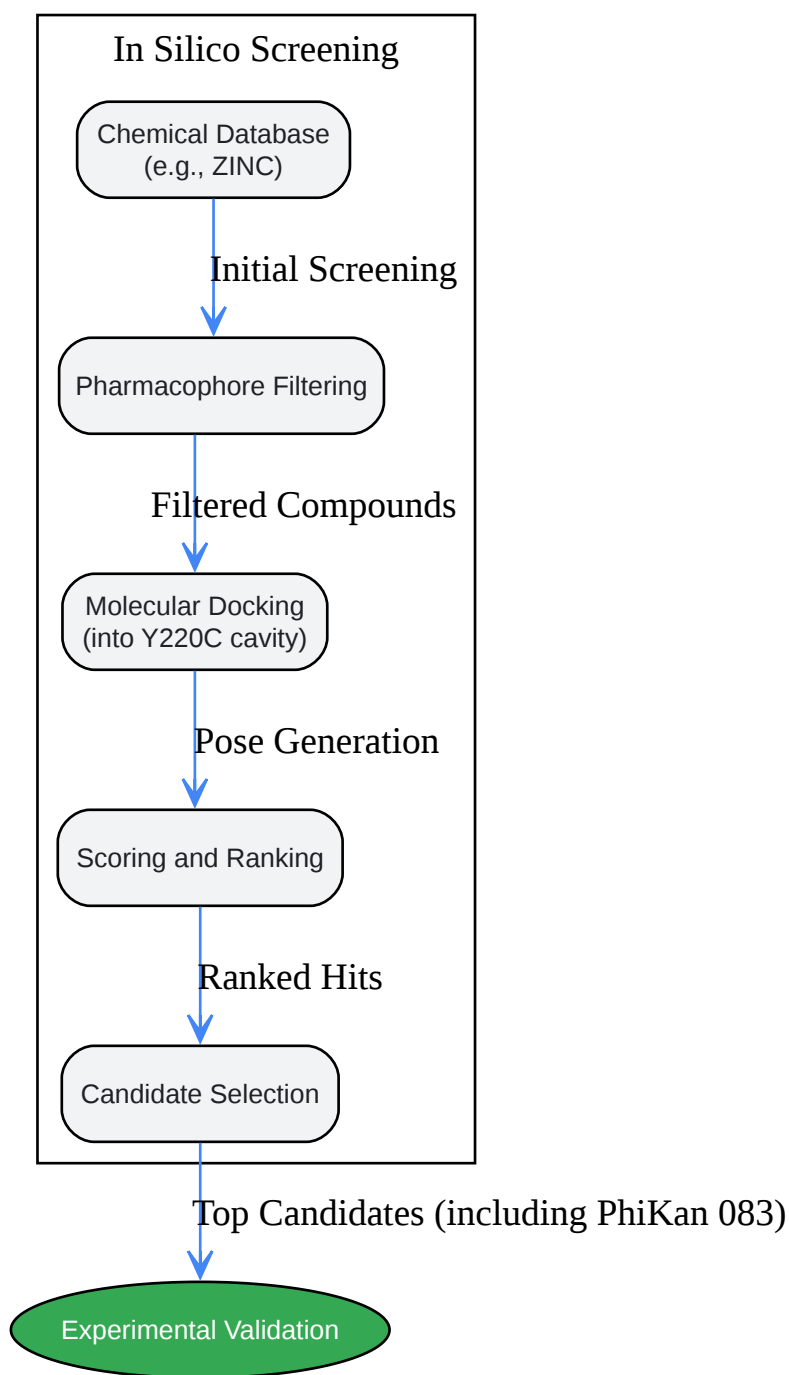 In Silico Screening
Chemical Database
(e.g., ZINC)
Initial Screening
Pharmacophore Filtering
Filtered Compounds
Molecular Docking
(into Y220C cavity)
Pose Generation
Scoring and Ranking
Ranked Hits
Candidate Selection
Top Candidates (including PhiKan 083)
Experimental Validation